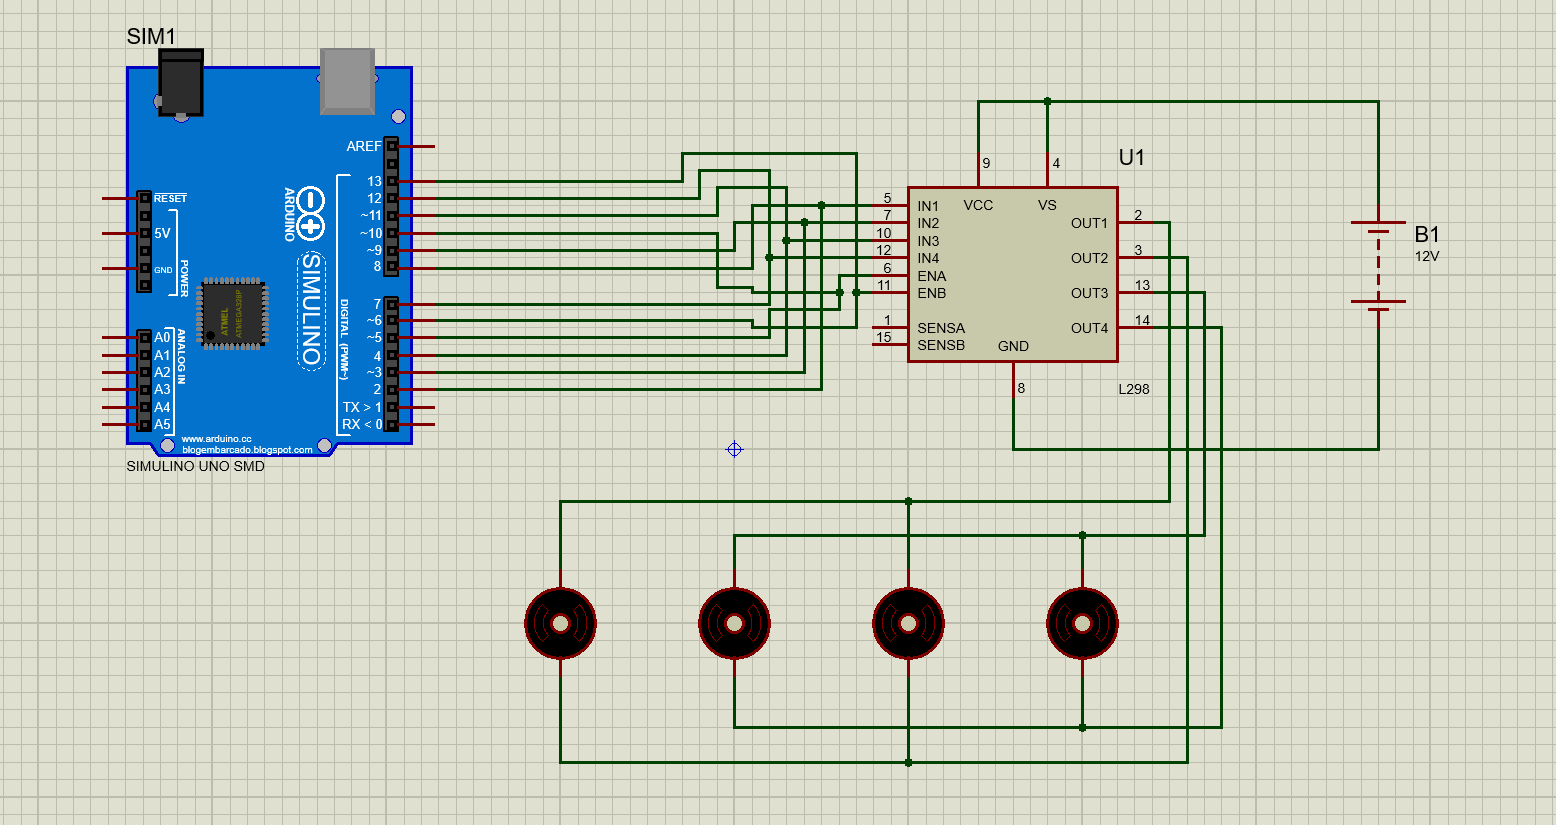 SIM1
AREF
13
12
~11
~10
~9
8
RESET
5V
GND
POWER
ARDUINO
SIMULINO
ATMEL
ATMEGA328P
DIGITAL (PWM~)
7
~6
~5
4
~3
2
TX > 1
RX < 0
A0
A1
A2
A3
A4
A5
ANALOG IN
www.arduino.cc
blogembarcado.blogspot.com
SIMULINO UNO SMD
U1
9
4
VCC
VS
5
IN1
7
IN2
10
IN3
12
IN4
6
ENA
11
ENB
1
SENSA
15
SENSB
OUT1
2
OUT2
3
OUT3
13
OUT4
14
GND
8
L298
B1
12V